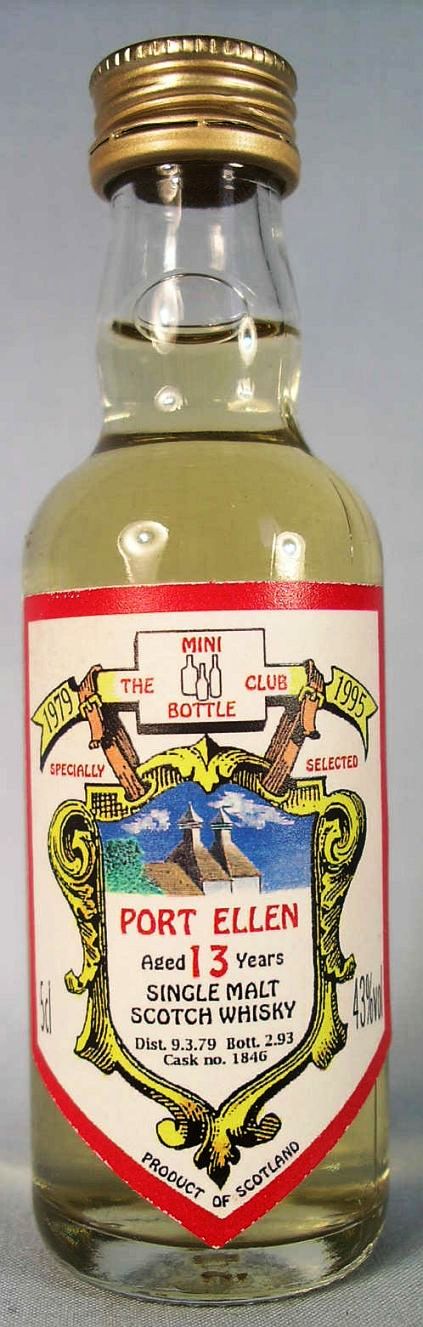 MINI
THE CLUB
BOTTLE
1979 1995
SPECIALLY SELECTED
PORT ELLEN
Aged 13 Years
SINGLE MALT
SCOTCH WHISKY
Dist. 9.3.79 Bott. 2.93
Cask no. 1846
5cl 43%vol
PRODUCT OF SCOTLAND